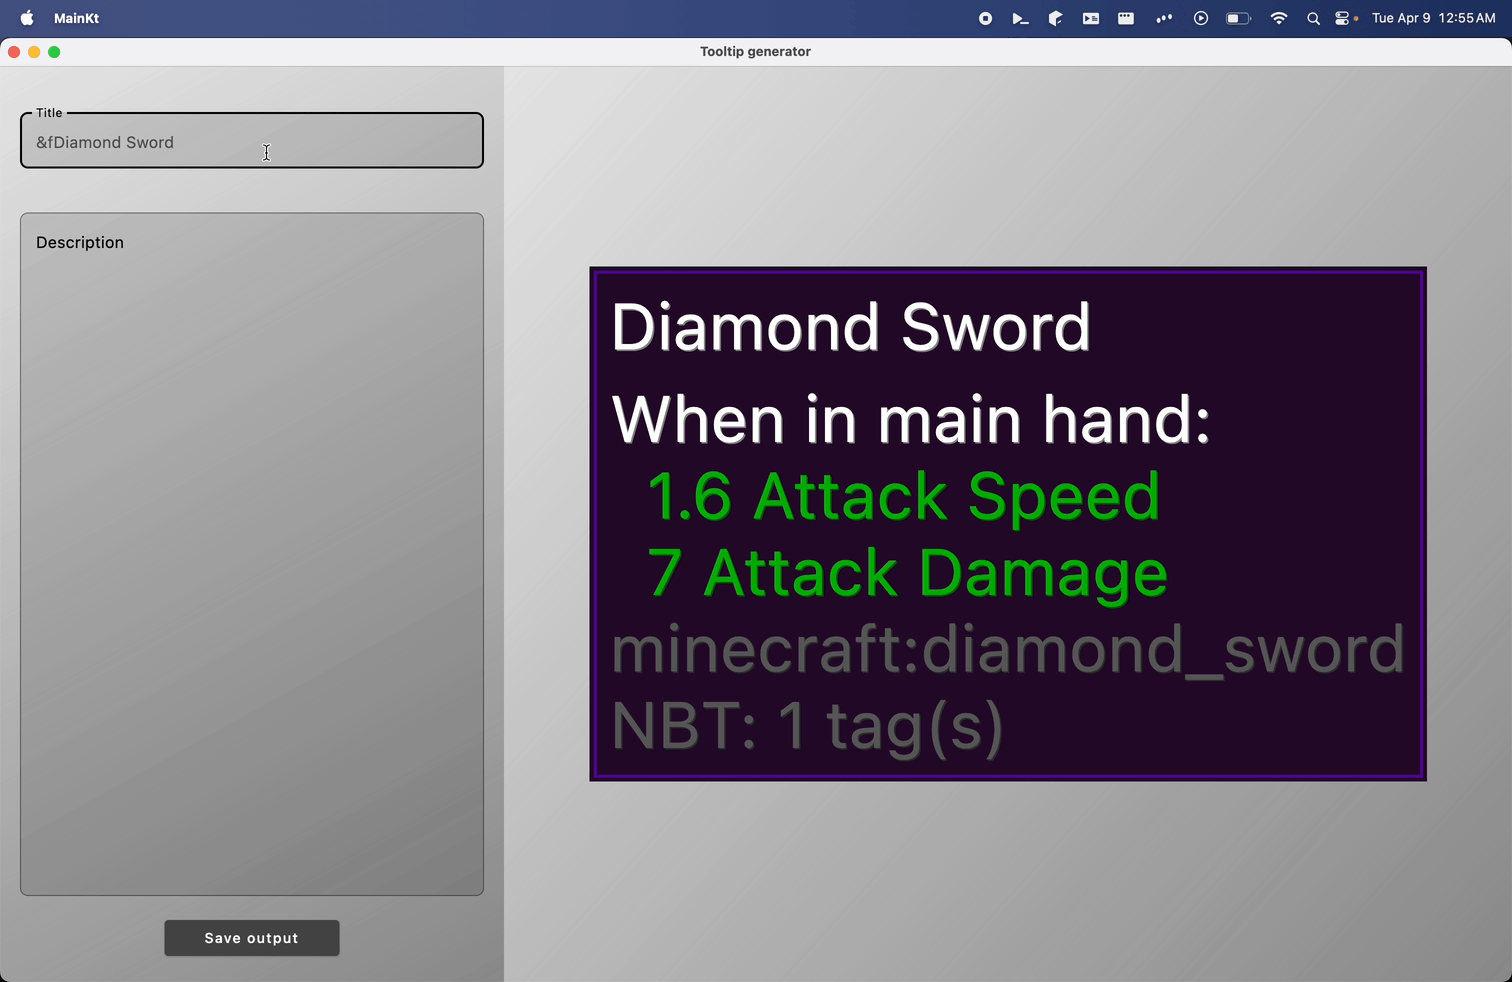 MainKt
Tue Apr 9 12:55 AM
Tooltip generator
Title
&fDiamond Sword
Description
Save output
Diamond Sword
When in main hand:
1.6 Attack Speed
7 Attack Damage
minecraft:diamond_sword
NBT: 1 tag(s)